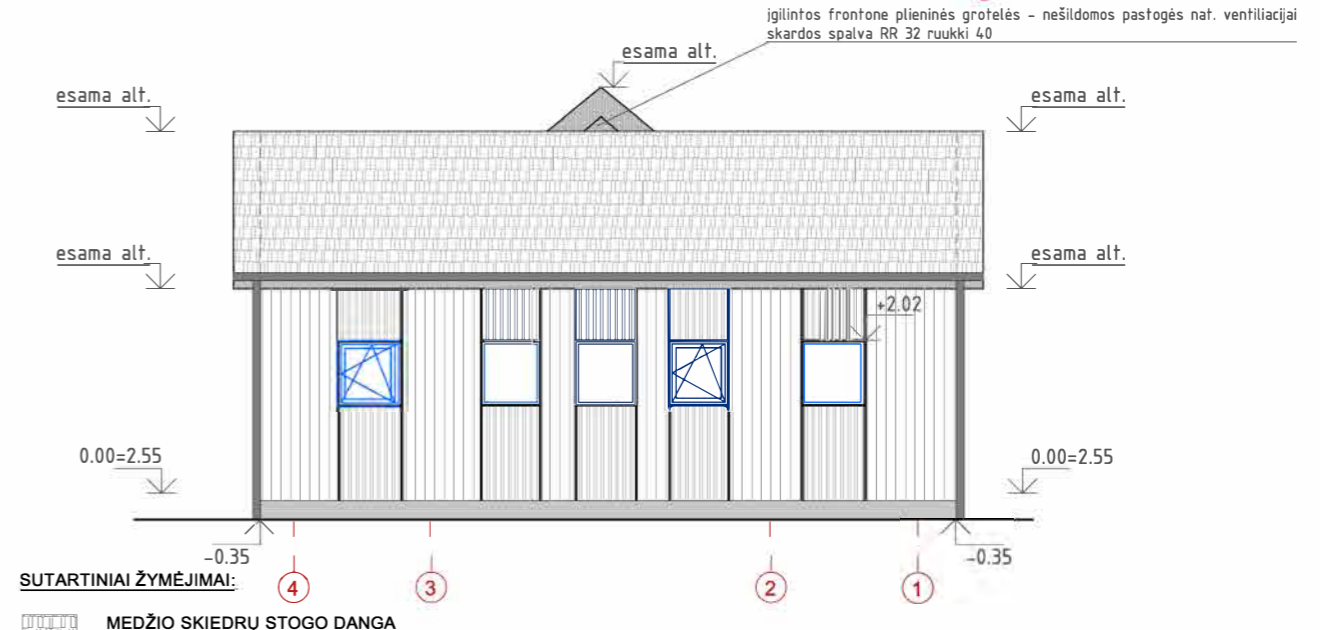 įgilintos frontone plieninės grotelės - nešildomos pastogės nat. ventiliacijai
skardos spalva RR 32 ruukki 40
esama alt.
esama alt.
esama alt.
esama alt.
esama alt.
+2.02
0.00=2.55
0.00=2.55
-0.35
-0.35
4
3
2
1
SUTARTINIAI ŽYMĖJIMAI:
MEDŽIO SKIEDRŲ STOGO DANGA